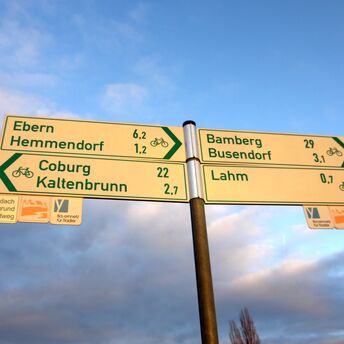 Ebern 6,2
Hemmendorf 1,2
Coburg 22
Kaltenbrunn 2,7
Bamberg 29
Busendorf 3,1
Lahm 0,7